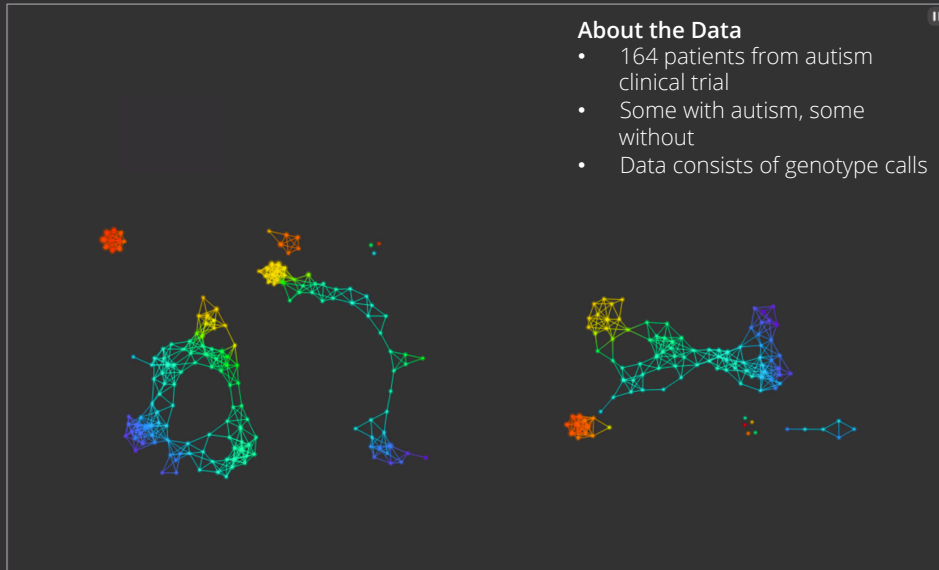 About the Data
• 164 patients from autism
clinical trial
• Some with autism, some
without
• Data consists of genotype calls